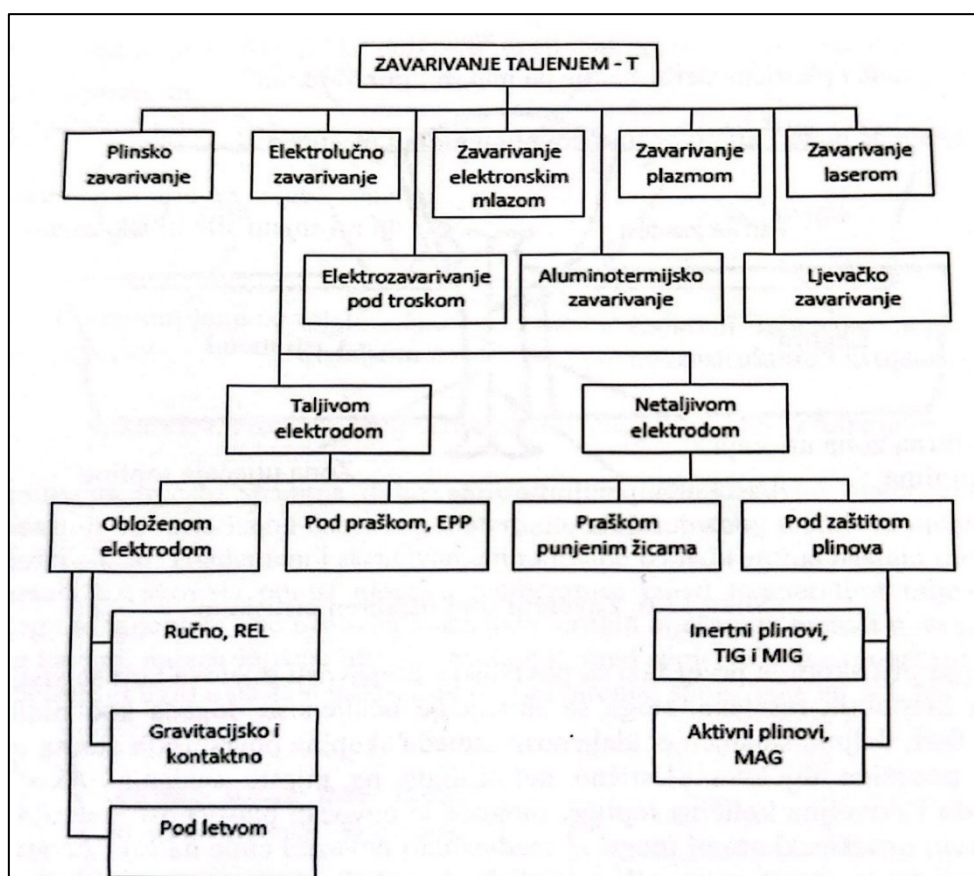 ZAVARIVANJE TALJENJEM - T
Plinsko
zavarivanje
Elektrolučno
zavarivanje
Zavarivanje
elektronskim
mlazom
Zavarivanje
plazmom
Zavarivanje
laserom
Elektrozavarivanje
pod troskom
Aluminotermijsko
zavarivanje
Ljevačko
zavarivanje
Taljivom
elektrodom
Netaljivom
elektrodom
Obloženom
elektrodom
Pod praškom, EPP
Praškom
punjenim žicama
Pod zaštitom
plinova
Ručno, REL
Gravitacijsko i
kontaktno
Pod letvom
Inertni plinovi,
TIG i MIG
Aktivni plinovi,
MAG